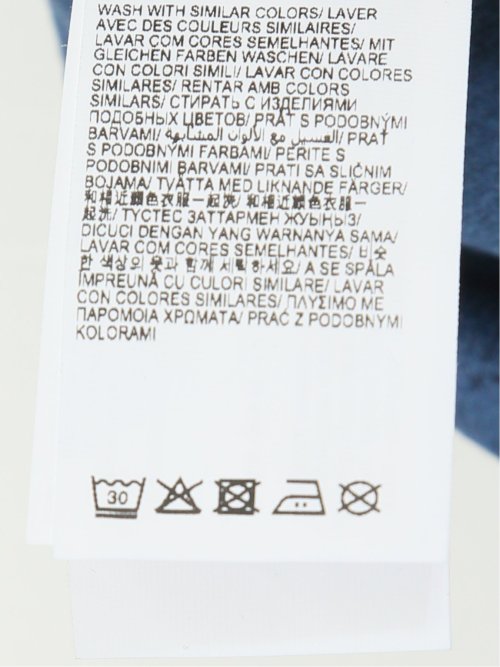 WASH WITH SIMILAR COLORS/ LAVER
AVEC DES COULEURS SIMILAIRES/
LAVAR COM CORES SEMELHANTES/ MIT
GLEICHEN FARBEN WASCHEN/ LAVARE
CON COLORI SIMILI/ LAVAR CON COLORES
SIMILARES/ RENTAR AMB COLORS
SIMILARS/ СТИРАТЬ С ИЗДЕЛИЯМИ
ПОДОБНЫХ ЦВЕТОВ/ PRÁT S PODOBNÝMI
BARVAMI/ الغسيل مع الألوان المتشابهة/ PRAŤ
S PODOBNÝMI FARBAMI/ PERITE S
PODOBNIMI BARVAMI/ PRATI SA SLIČNIM
BOJAMA/ TVÄTTA MED LIKNANDE FÄRGER/
和相近顏色衣服一起洗/ 和相近颜色衣服一
起洗/ ТҮСТЕС ЗАТТАРМЕН ЖУЫҢЫЗ/
DICUCI DENGAN YANG WARNANYA SAMA/
LAVAR COM CORES SEMELHANTES/ 비슷
한 색상의 옷과 함께 세탁하세요/ A SE SPĂLA
ÎMPREUNĂ CU CULORI SIMILARE/ LAVAR
CON COLORES SIMILARES/ ΠΛΥΣΙΜΟ ΜΕ
ΠΑΡΟΜΟΙΑ ΧΡΩΜΑΤΑ/ PRAĆ Z PODOBNYMI
KOLORAMI
30